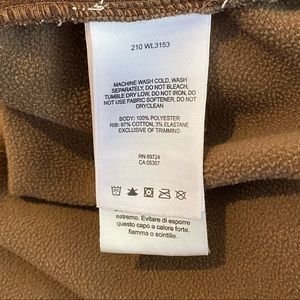 210 WL3153
MACHINE WASH COLD, WASH
SEPARATELY, DO NOT BLEACH,
TUMBLE DRY LOW, DO NOT IRON, DO
NOT USE FABRIC SOFTENER, DO NOT
DRYCLEAN
BODY: 100% POLYESTER
RIB: 97% COTTON, 3% ELASTANE
EXCLUSIVE OF TRIMMING
RN 69724
CA 05367
estremo. Evitare di esporre
questo capo a calore forte,
fiamma o scintille.